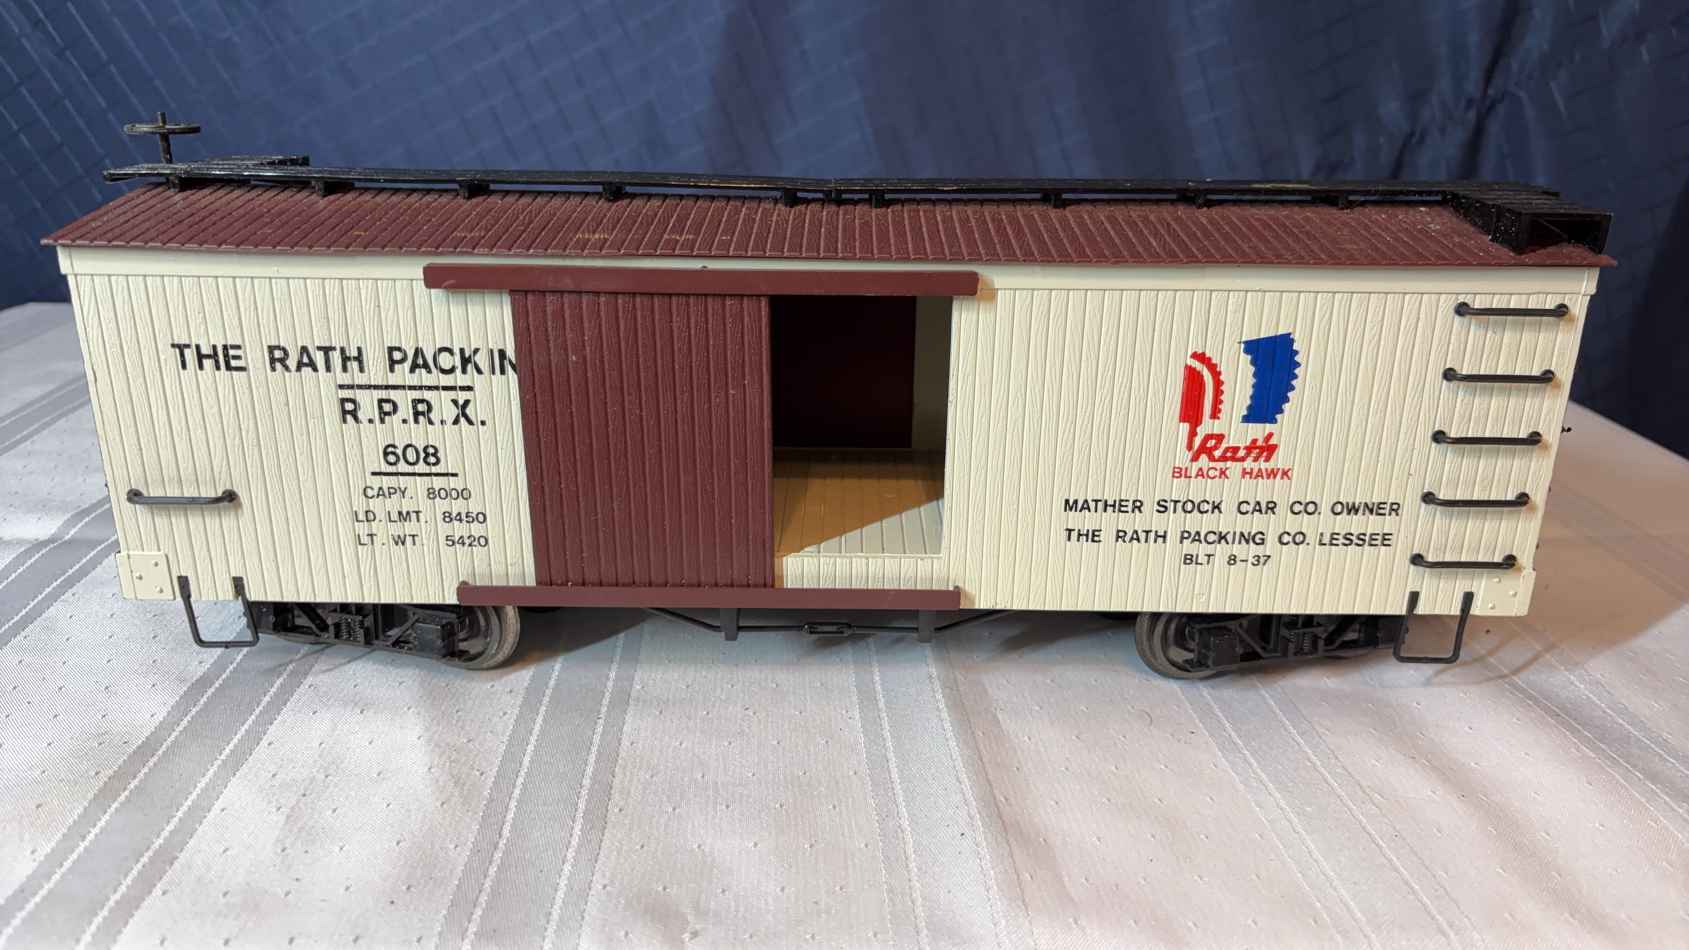 THE RATH PACKIN
R.P.R.X.
608
CAPY. 8000
LD. LMT. 8450
LT. WT. 5420
Rath
BLACK HAWK
MATHER STOCK CAR CO. OWNER
THE RATH PACKING CO. LESSEE
BLT 8-37